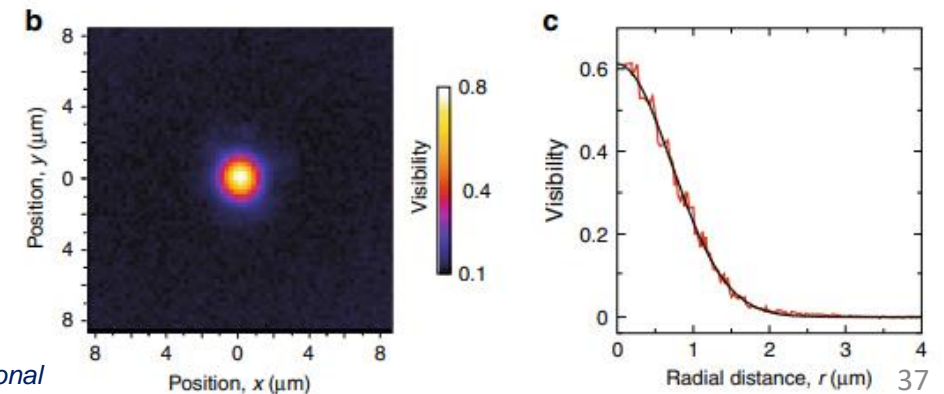 b
8
4
0
4
8
Position, y (μm)
8 4 0 4 8
Position, x (μm)
Visibility
0.8
0.4
0.1
c
0.6
0.4
0.2
0
Visibility
0 1 2 3 4
Radial distance, r (μm)
onal
37